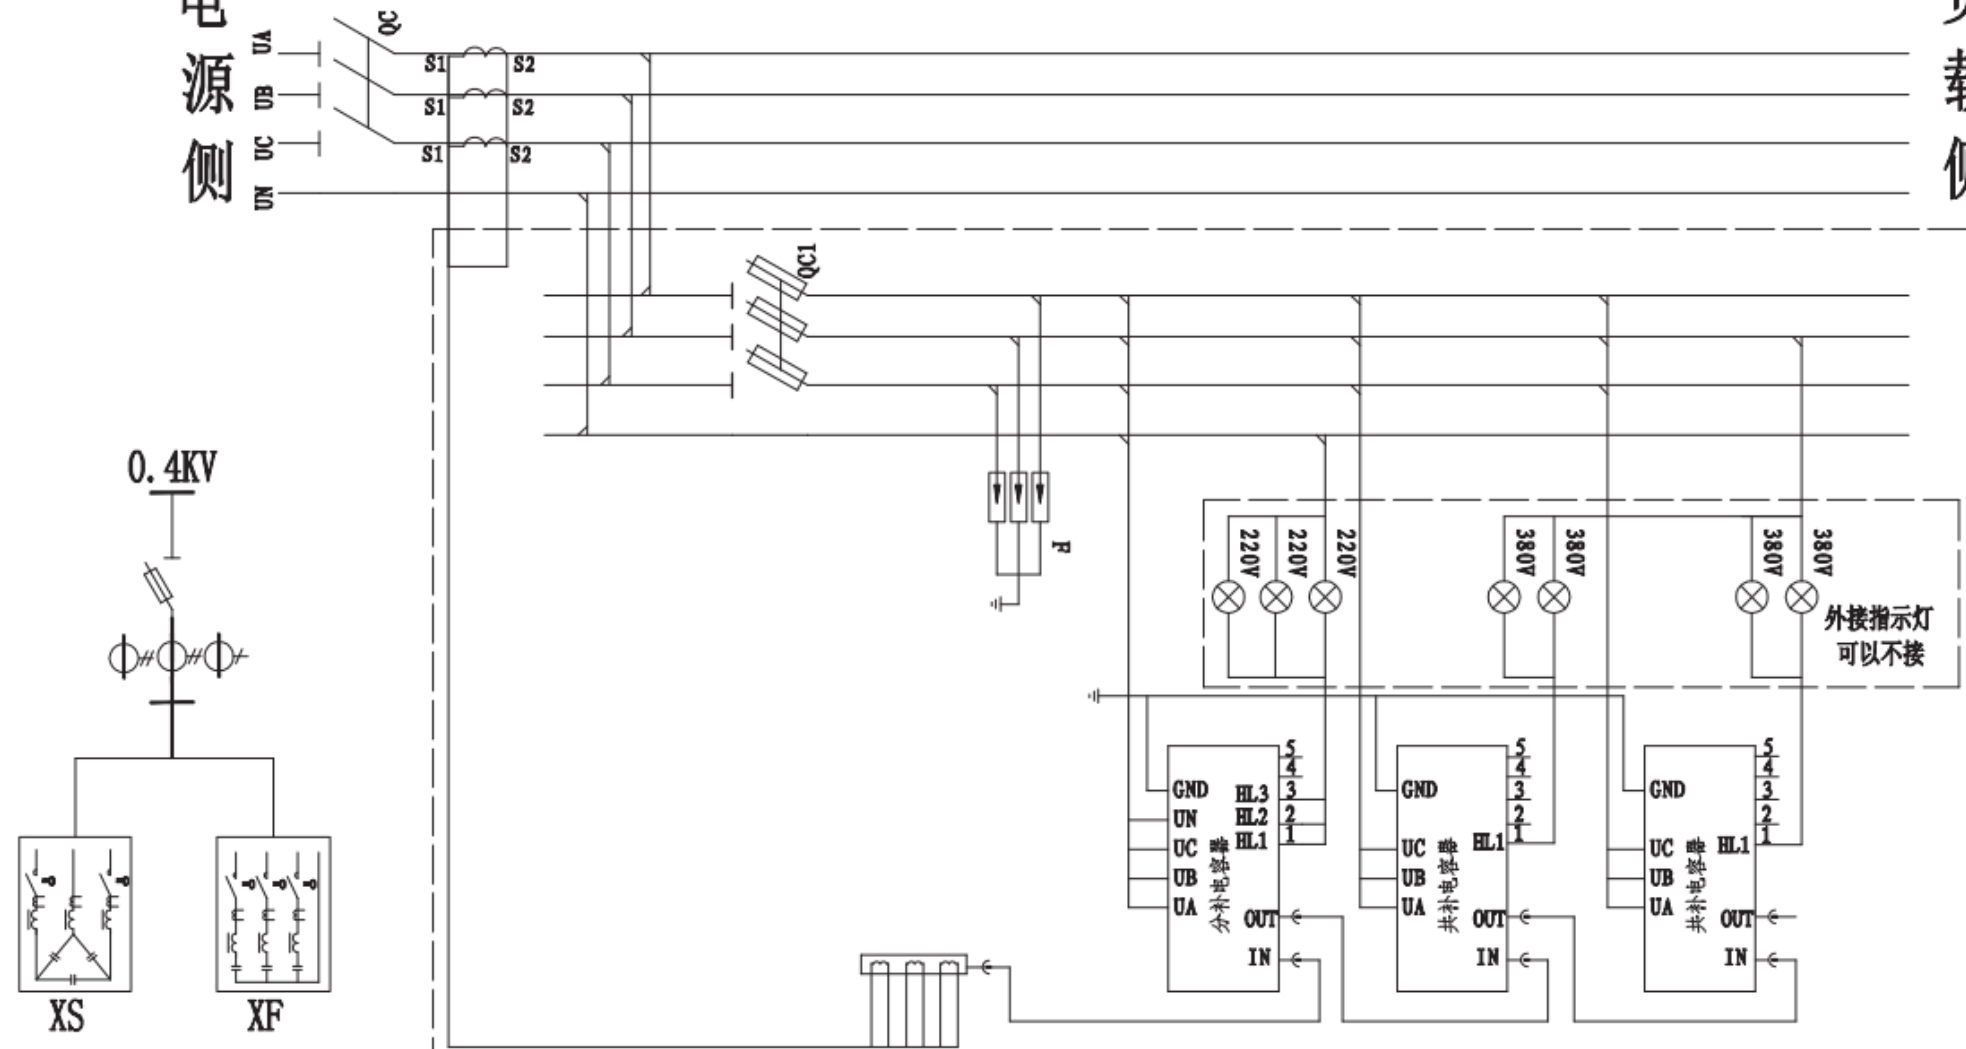 电源侧
负载侧
QC
UA
S1
S2
UB
S1
S2
UC
S1
S2
UN
QC1
0.4KV
F
220V
220V
220V
380V
380V
380V
380V
外接指示灯
可以不接
5
4
GND
HL3
3
UN
HL2
2
UC
HL1
1
UB
UA
分补电容器
OUT
IN
5
4
GND
3
2
UC
HL1
1
UB
UA
共补电容器
OUT
IN
5
4
GND
3
2
UC
HL1
1
UB
UA
共补电容器
OUT
IN
XS
XF